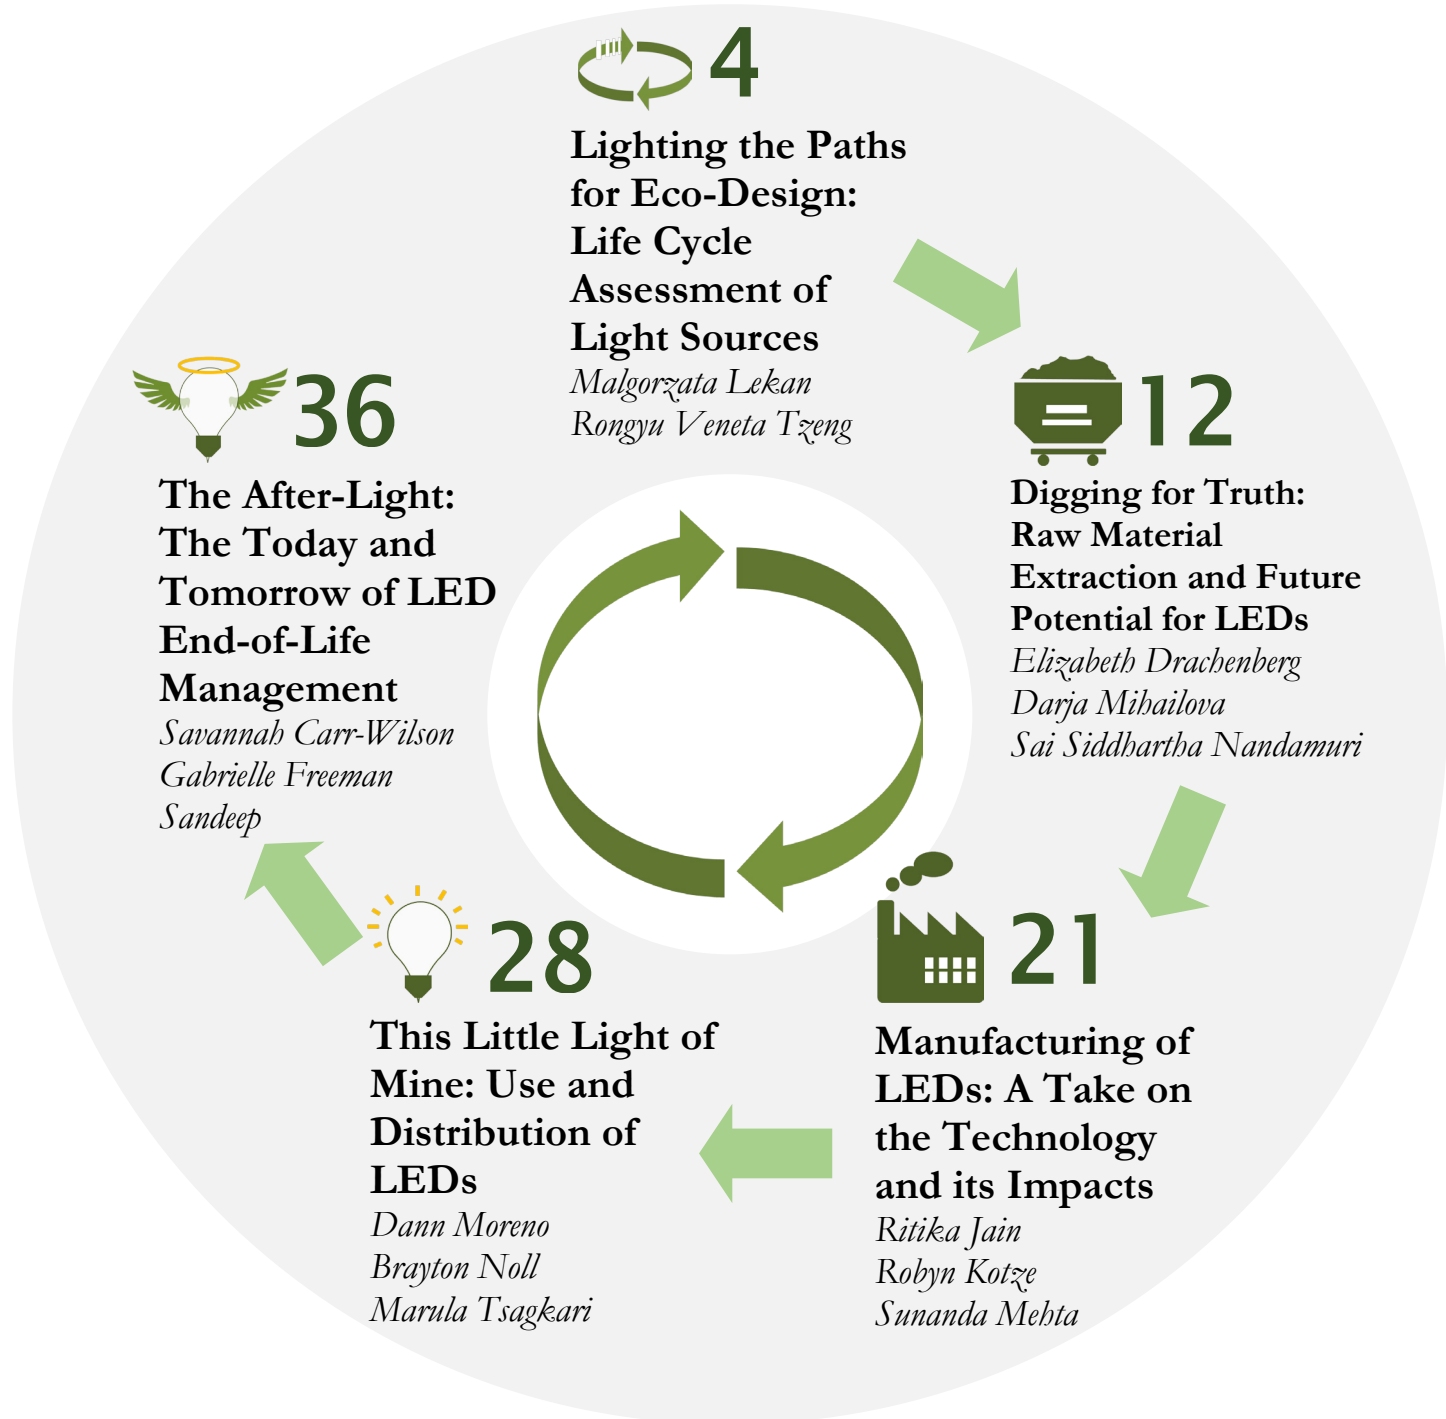 4
Lighting the Paths
for Eco-Design:
Life Cycle
Assessment of
Light Sources
Malgorzata Lekan
Rongyu Veneta Tzeng
12
Digging for Truth:
Raw Material
Extraction and Future
Potential for LEDs
Elizabeth Drachenberg
Darja Mihailova
Sai Siddhartha Nandamuri
21
Manufacturing of
LEDs: A Take on
the Technology
and its Impacts
Ritika Jain
Robyn Kotze
Sunanda Mehta
28
This Little Light of
Mine: Use and
Distribution of
LEDs
Dann Moreno
Brayton Noll
Marula Tsagkari
36
The After-Light:
The Today and
Tomorrow of LED
End-of-Life
Management
Savannah Carr-Wilson
Gabrielle Freeman
Sandeep